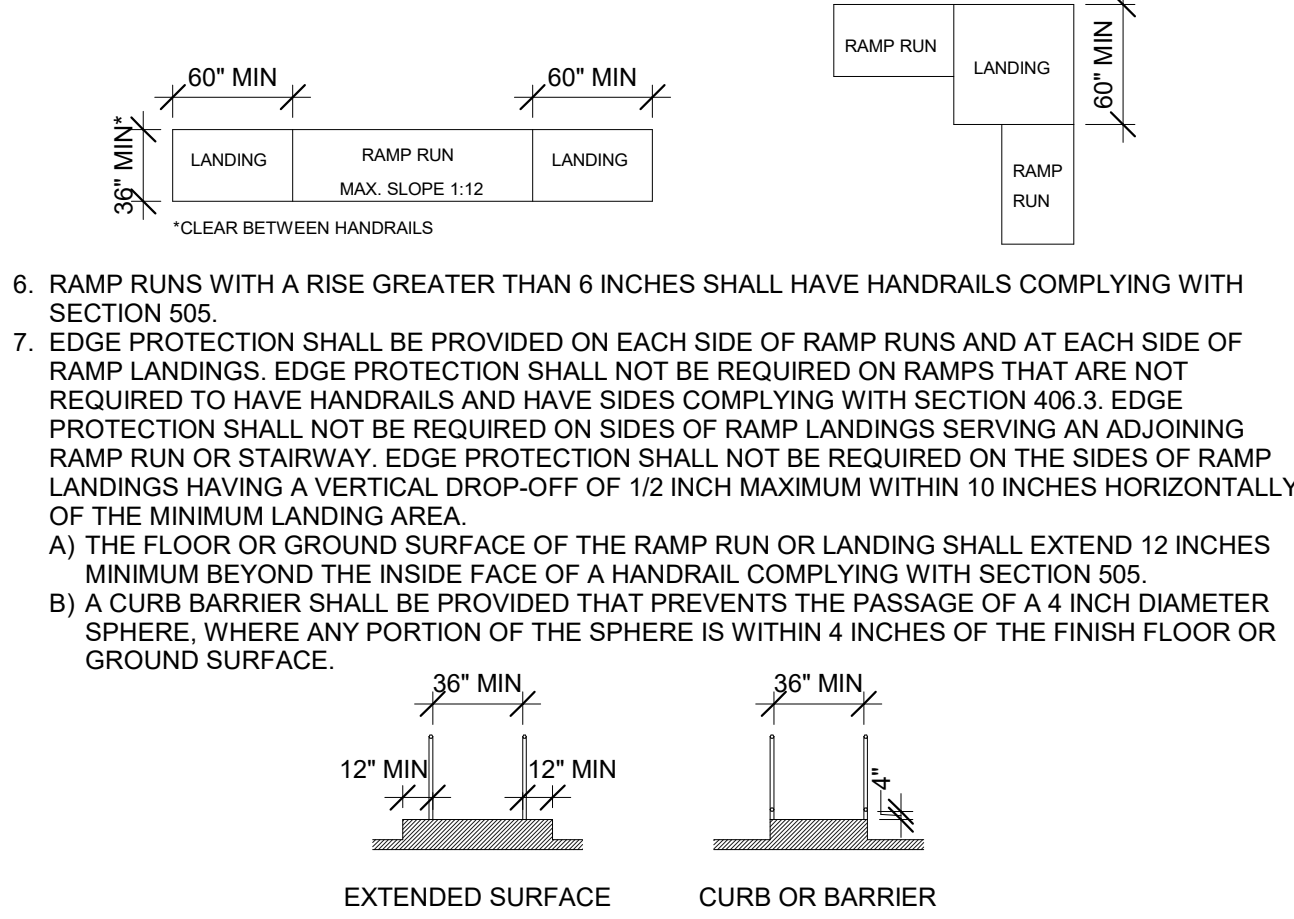 60" MIN
60" MIN
36" MIN*
LANDING
RAMP RUN
MAX. SLOPE 1:12
LANDING
*CLEAR BETWEEN HANDRAILS
RAMP RUN
LANDING
60" MIN
RAMP
RUN
6. RAMP RUNS WITH A RISE GREATER THAN 6 INCHES SHALL HAVE HANDRAILS COMPLYING WITH
SECTION 505.
7. EDGE PROTECTION SHALL BE PROVIDED ON EACH SIDE OF RAMP RUNS AND AT EACH SIDE OF
RAMP LANDINGS. EDGE PROTECTION SHALL NOT BE REQUIRED ON RAMPS THAT ARE NOT
REQUIRED TO HAVE HANDRAILS AND HAVE SIDES COMPLYING WITH SECTION 406.3. EDGE
PROTECTION SHALL NOT BE REQUIRED ON SIDES OF RAMP LANDINGS SERVING AN ADJOINING
RAMP RUN OR STAIRWAY. EDGE PROTECTION SHALL NOT BE REQUIRED ON THE SIDES OF RAMP
LANDINGS HAVING A VERTICAL DROP-OFF OF 1/2 INCH MAXIMUM WITHIN 10 INCHES HORIZONTALLY
OF THE MINIMUM LANDING AREA.
A) THE FLOOR OR GROUND SURFACE OF THE RAMP RUN OR LANDING SHALL EXTEND 12 INCHES
MINIMUM BEYOND THE INSIDE FACE OF A HANDRAIL COMPLYING WITH SECTION 505.
B) A CURB BARRIER SHALL BE PROVIDED THAT PREVENTS THE PASSAGE OF A 4 INCH DIAMETER
SPHERE, WHERE ANY PORTION OF THE SPHERE IS WITHIN 4 INCHES OF THE FINISH FLOOR OR
GROUND SURFACE.
36" MIN
12" MIN
12" MIN
EXTENDED SURFACE
36" MIN
4"
CURB OR BARRIER